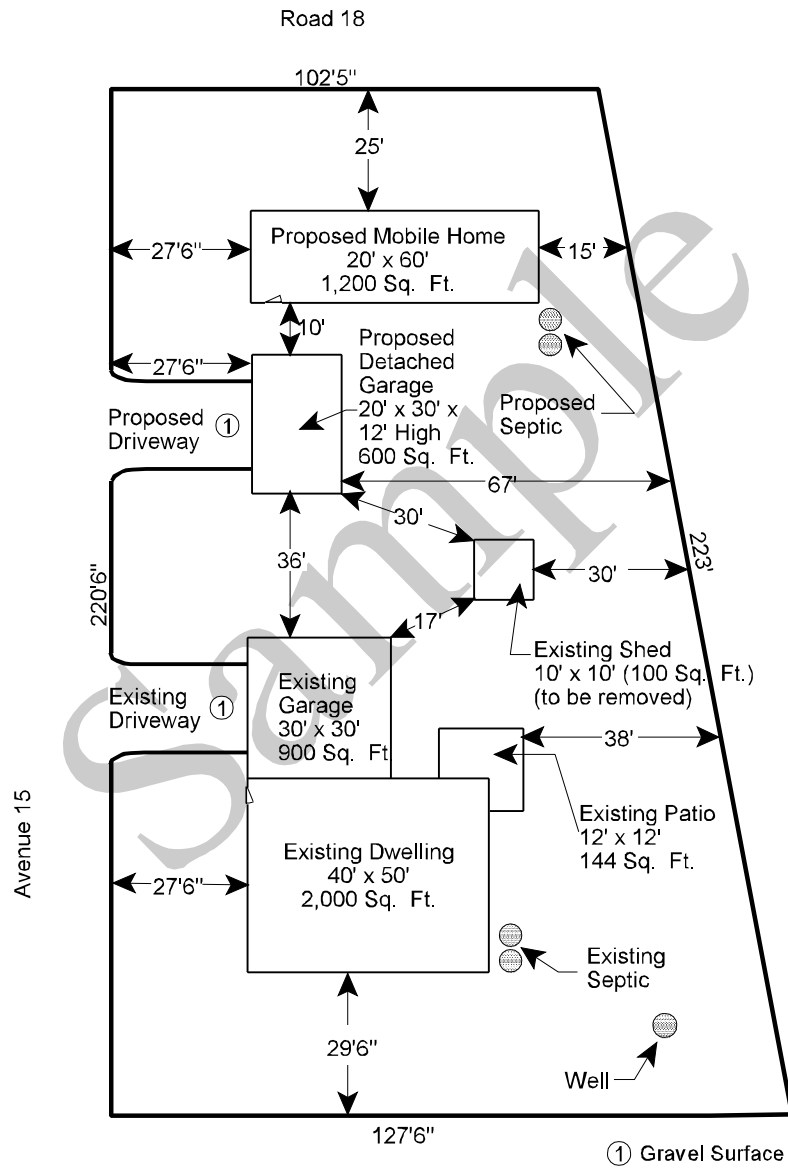 Road 18
102'5"
25'
Proposed Mobile Home
20' x 60'
1,200 Sq. Ft.
27'6"
15'
10'
27'6"
Proposed
Detached
Garage
20' x 30' x
12' High
600 Sq. Ft.
Proposed
Septic
Proposed
Driveway
1
67'
30'
36'
30'
223'
220'6"
17'
Existing Shed
10' x 10' (100 Sq. Ft.)
(to be removed)
Existing
Driveway
1
Existing
Garage
30' x 30'
900 Sq. Ft
38'
Existing Patio
12' x 12'
144 Sq. Ft.
Avenue 15
Existing Dwelling
40' x 50'
2,000 Sq. Ft.
27'6"
Existing
Septic
29'6"
Well
127'6"
1 Gravel Surface
Sample